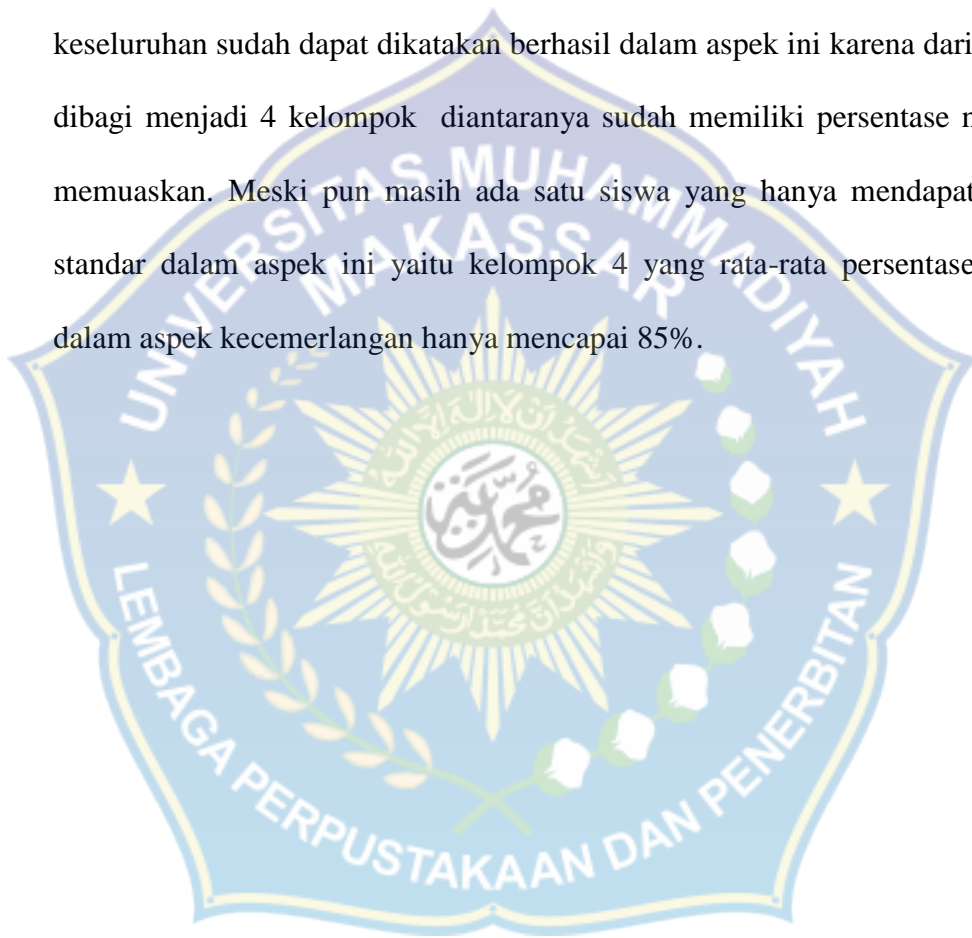 keseluruhan sudah dapat dikatakan berhasil dalam aspek ini karena dari
dibagi menjadi 4 kelompok diantaranya sudah memiliki persentase
memuaskan. Meski pun masih ada satu siswa yang hanya mendapat
standar dalam aspek ini yaitu kelompok 4 yang rata-rata persentase
dalam aspek kecemerlangan hanya mencapai 85%.
UNIVERSITAS MUHAMMADIYAH
MAKASSAR
محمدية
LEMBAGA PERPUSTAKAAN DAN PENERBITAN